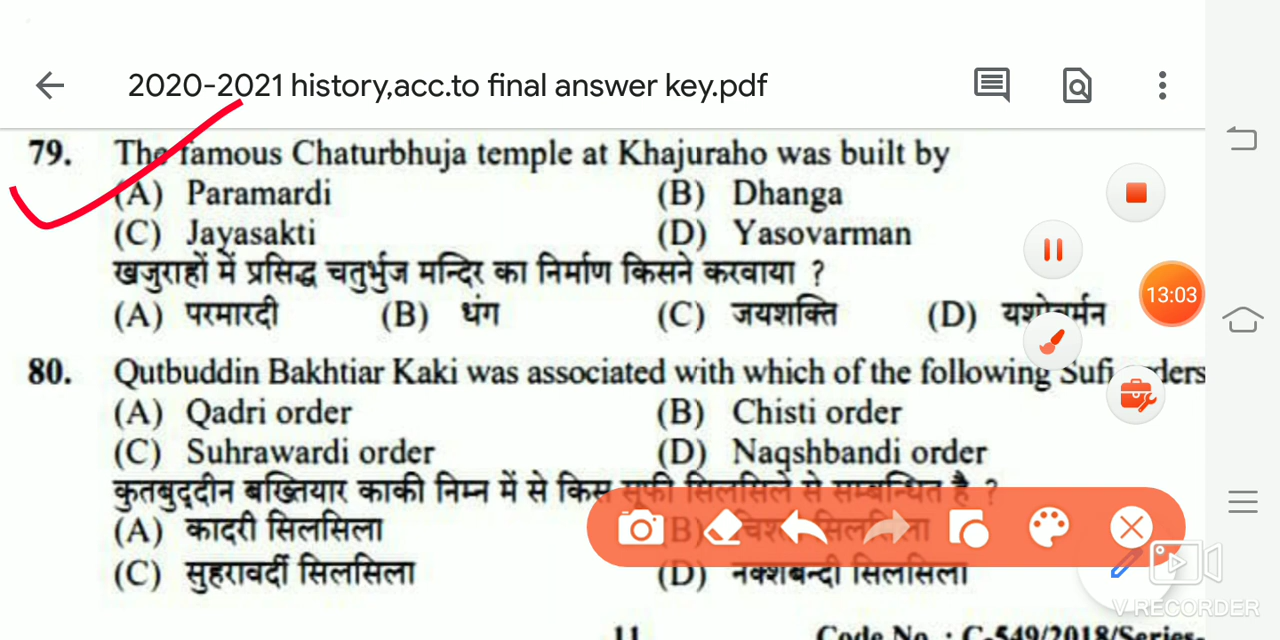 2020-2021 history,acc.to final answer key.pdf
79. The famous Chaturbhuja temple at Khajuraho was built by
(A) Paramardi (B) Dhanga
(C) Jayasakti (D) Yasovarman
खजुराहों में प्रसिद्ध चतुर्भुज मन्दिर का निर्माण किसने करवाया ?
(A) परमारदी (B) धंग (C) जयशक्ति (D) यशोवर्मन
13:03
80. Qutbuddin Bakhtiar Kaki was associated with which of the following Sufi
(A) Qadri order (B) Chisti order
(C) Suhrawardi order (D) Naqshbandi order
कुतबुद्दीन बख्तियार काकी निम्न में से किस सूफी सिलसिले से सम्बन्धित है ?
(A) कादरी सिलसिला (B) सिलसिला
(C) सुहरावर्दी सिलसिला (D) नक्शबन्दी सिलसिला
V RECORDER
11 Code No. : C-549/2018/Series-